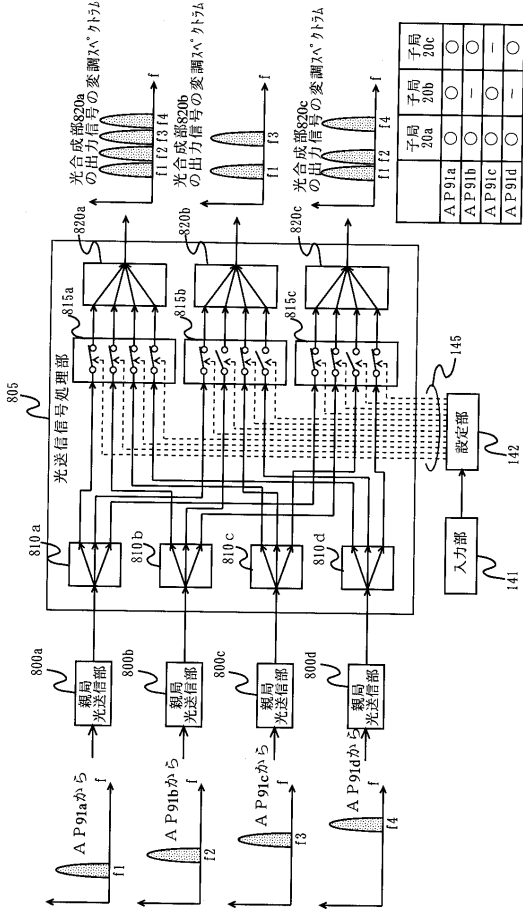 AP91aから
f
f1
AP91bから
f
f2
AP91cから
f
f3
AP91dから
f
f4
800a
親局
光送信部
800b
親局
光送信部
800c
親局
光送信部
800d
親局
光送信部
805
光送信信号処理部
810a
810b
810c
810d
815a
815b
815c
820a
820b
820c
145
入力部
141
設定部
142
光合成部820a
の出力信号の変調スペクトラム
f
f1 f2 f3 f4
光合成部820b
の出力信号の変調スペクトラム
f
f1 f3
光合成部820c
の出力信号の変調スペクトラム
f
f1 f2 f4
子局20a 子局20b 子局20c
AP91a ○ ○ ○
AP91b ○ - ○
AP91c ○ ○ -
AP91d ○ - ○